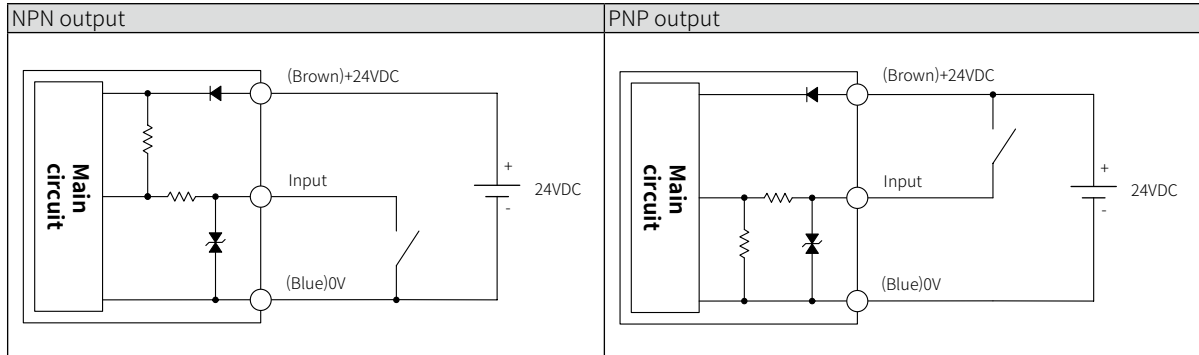 NPN output
PNP output
(Brown)+24VDC
Main
circuit
Input
+
24VDC
-
(Blue)0V
(Brown)+24VDC
Main
circuit
Input
+
24VDC
-
(Blue)0V